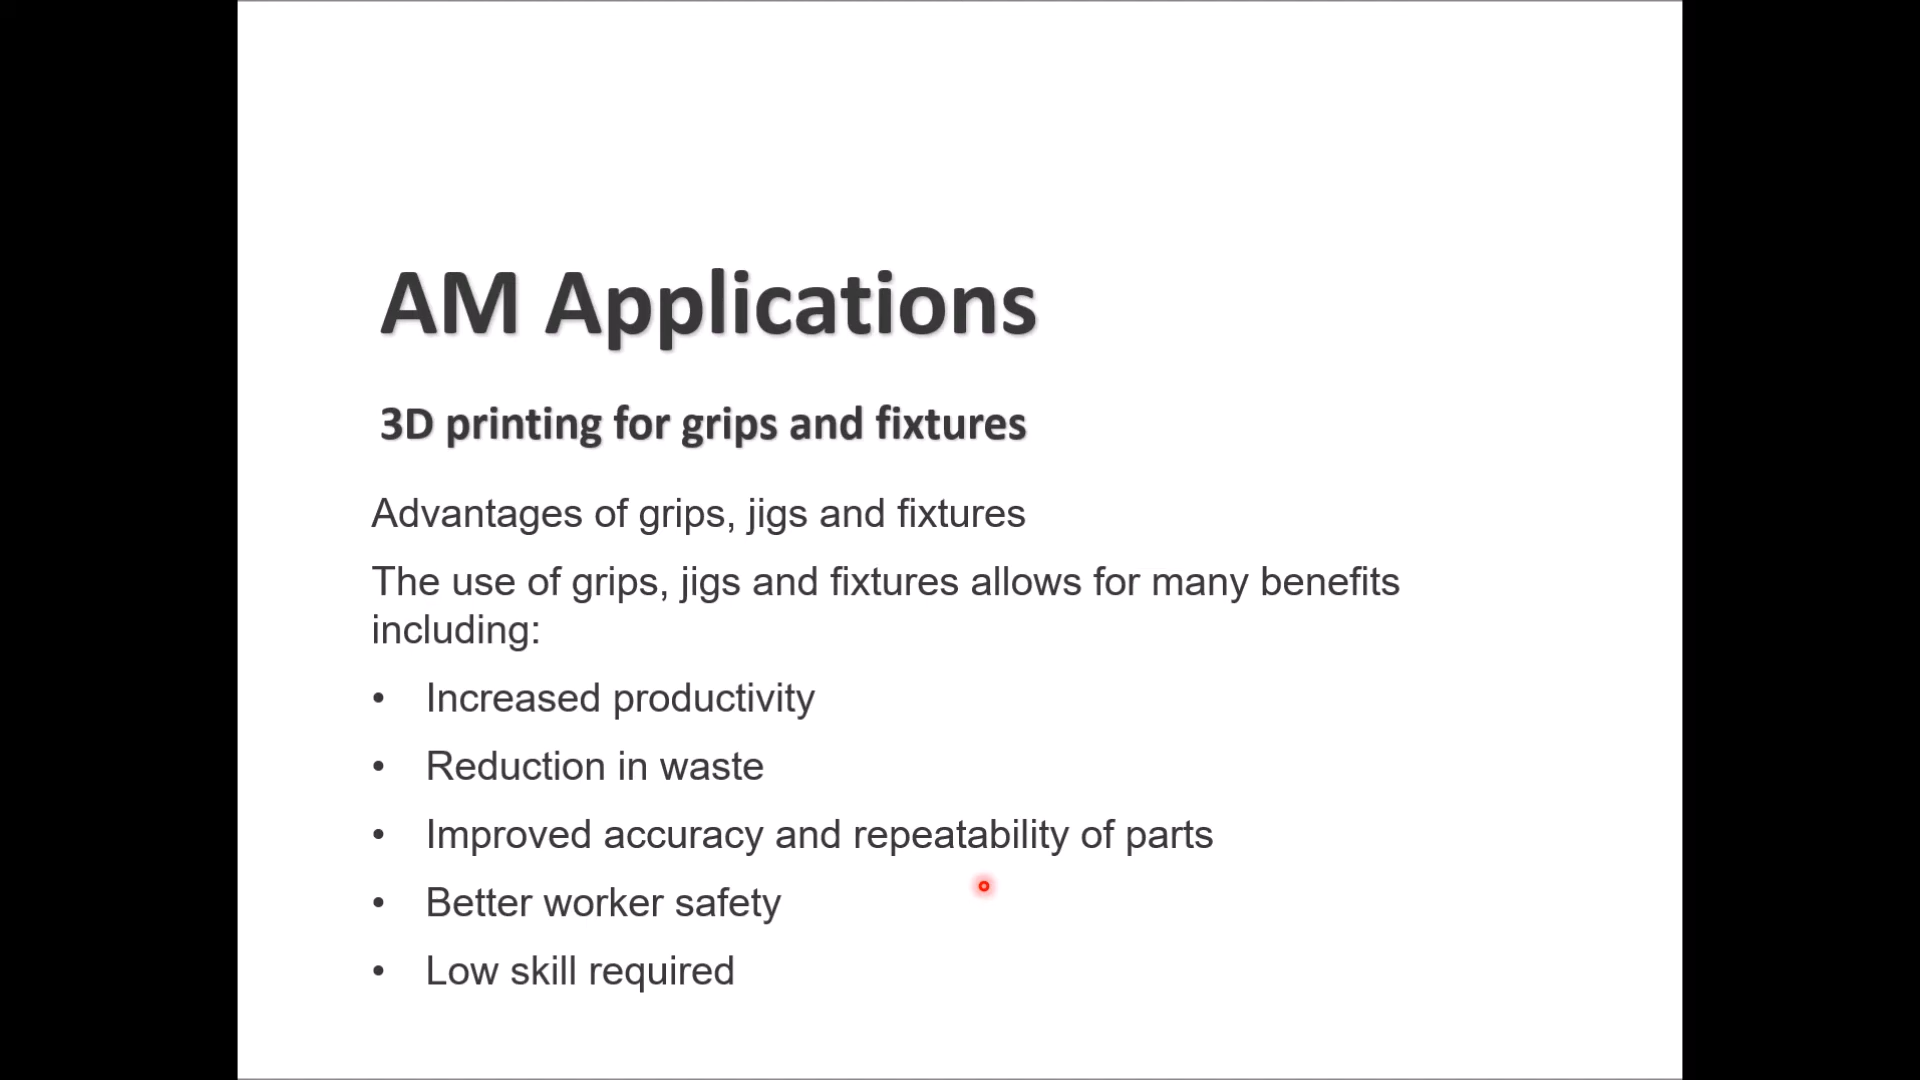 AM Applications
3D printing for grips and fixtures
Advantages of grips, jigs and fixtures
The use of grips, jigs and fixtures allows for many benefits
including:
• Increased productivity
• Reduction in waste
• Improved accuracy and repeatability of parts
• Better worker safety
• Low skill required